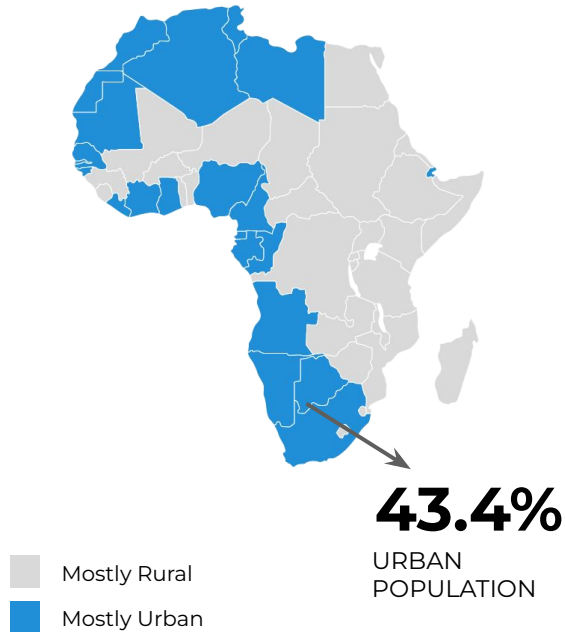 43.4%
URBAN
POPULATION
Mostly Rural
Mostly Urban